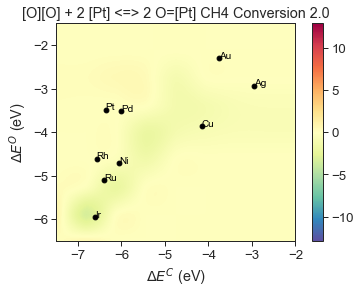 [O][O] + 2 [Pt] <=> 2 O=[Pt] CH4 Conversion 2.0
−2
−3
−4
−5
−6
ΔE^O (eV)
Au
Ag
Pt
Pd
Cu
Rh
Ni
Ru
Ir
−7
−6
−5
−4
−3
−2
ΔE^C (eV)
10
5
0
−5
−10